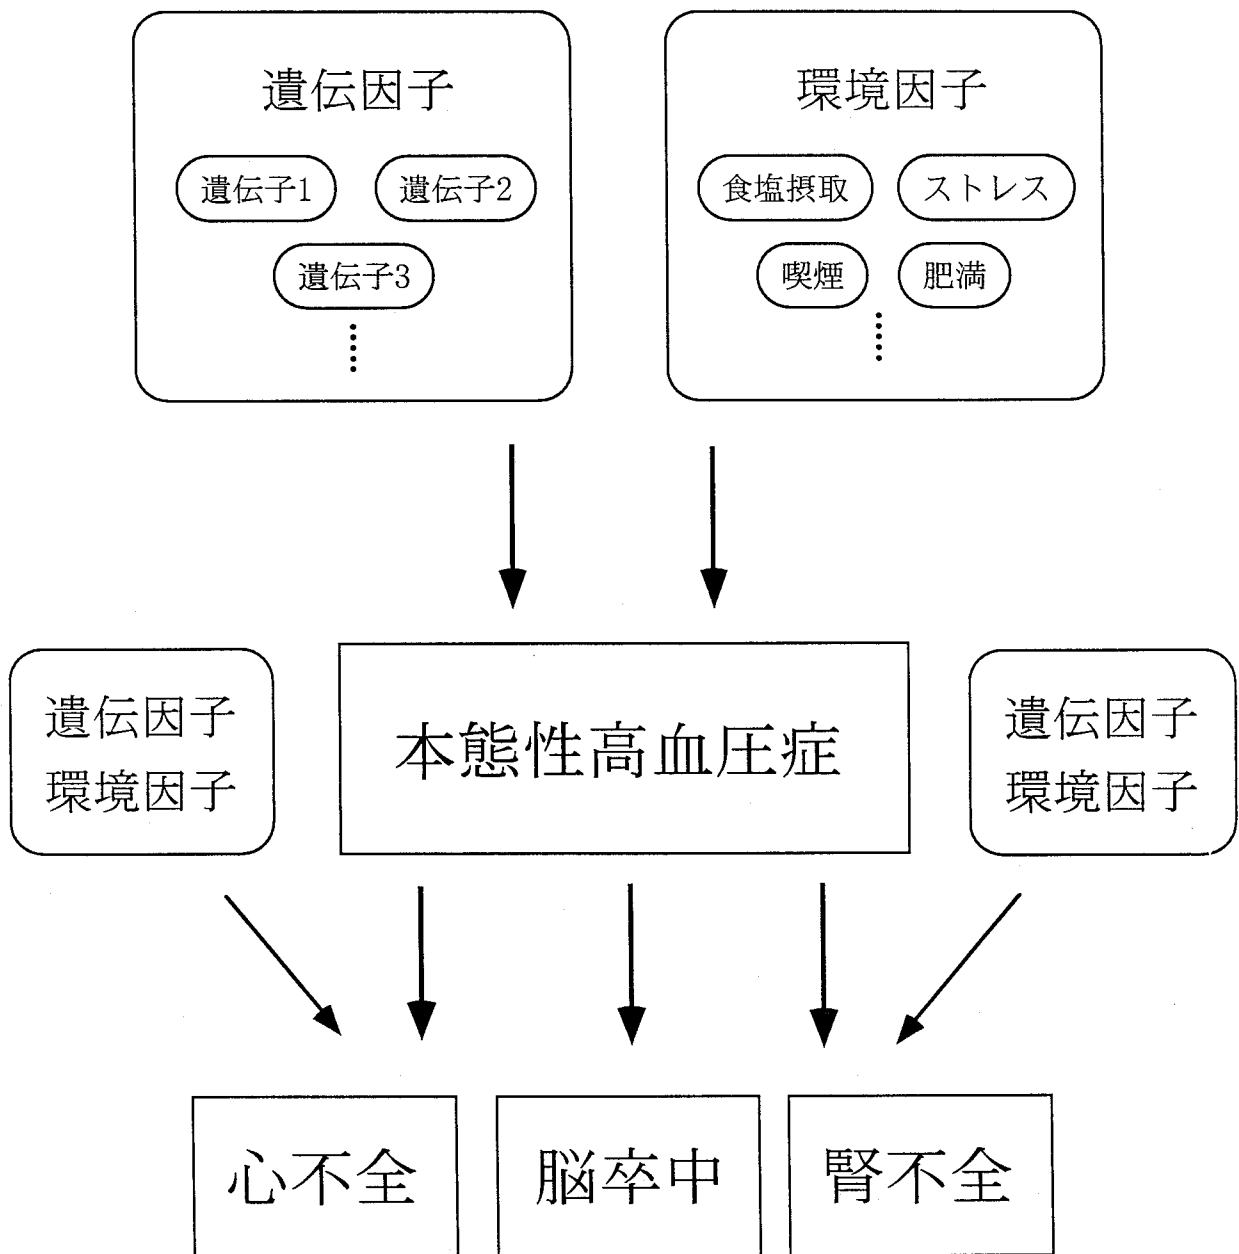 遺伝因子
遺伝子1
遺伝子2
遺伝子3
環境因子
食塩摂取
ストレス
喫煙
肥満
遺伝因子
環境因子
本態性高血圧症
遺伝因子
環境因子
心不全
脳卒中
腎不全